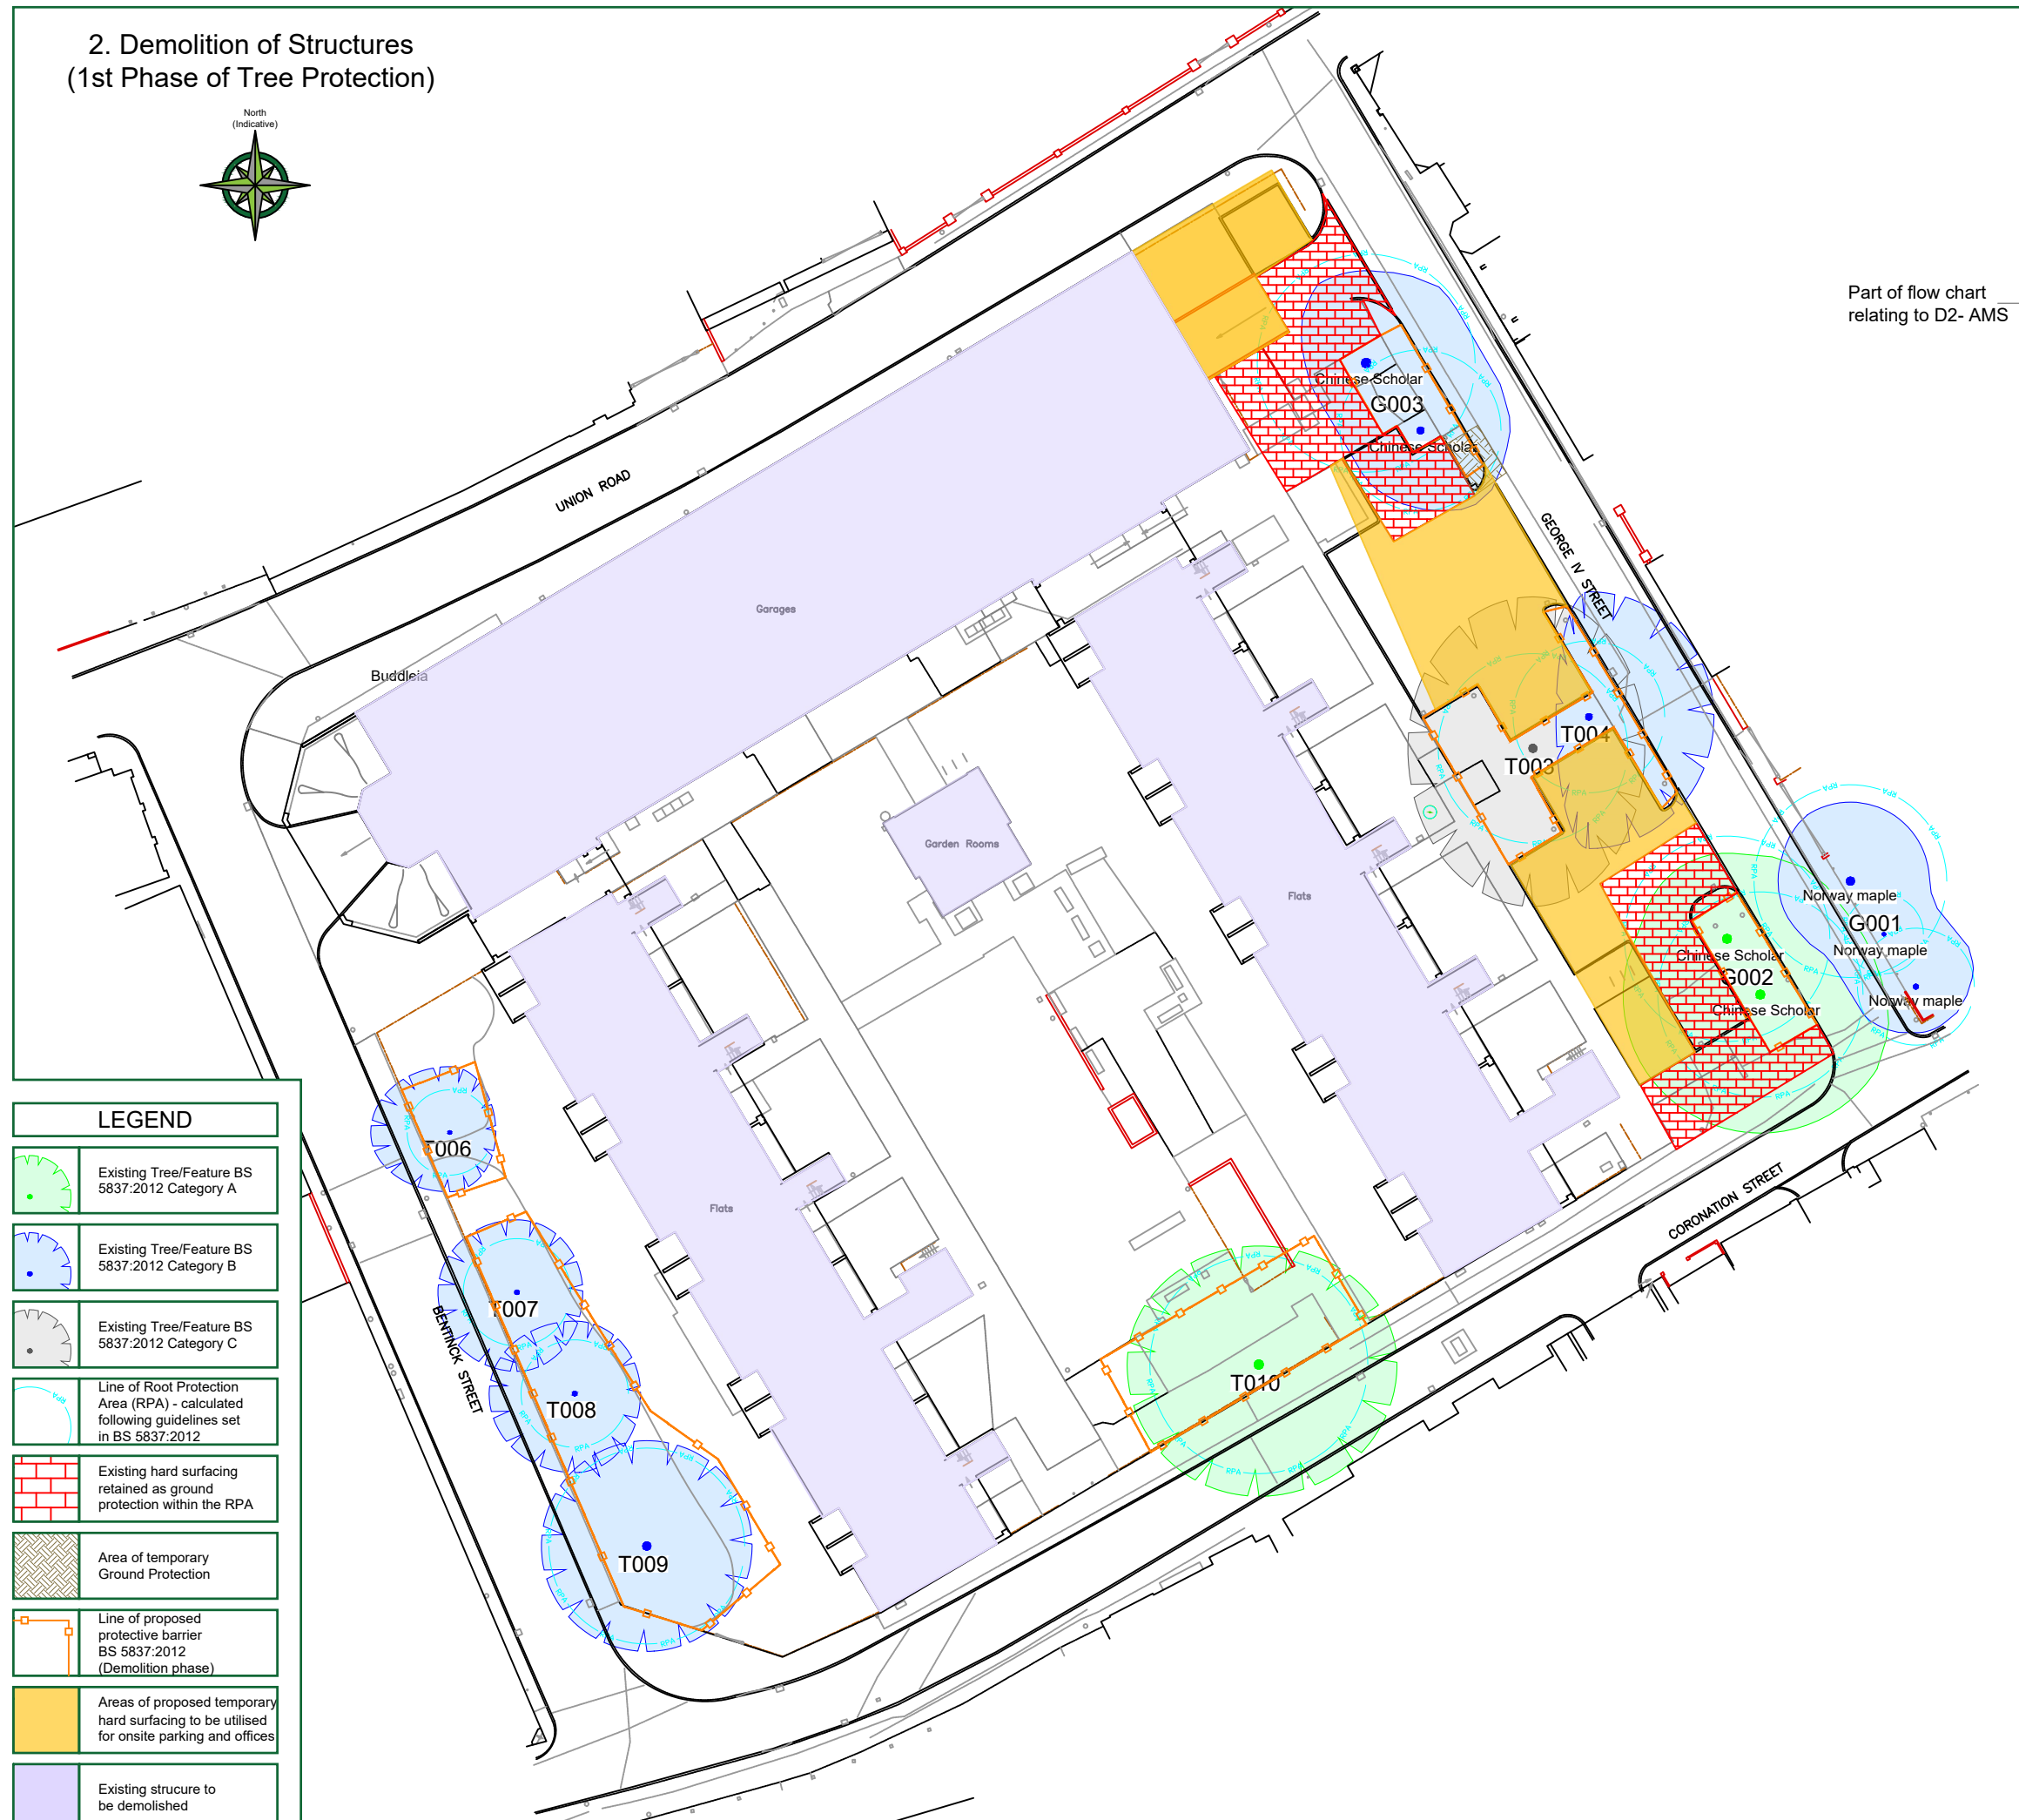 2. Demolition of Structures
(1st Phase of Tree Protection)
North
(Indicative)
Part of flow chart
relating to D2- AMS
UNION ROAD
Chinese Scholar
G003
Chinese Scholar
GEORGE IV STREET
Garages
Buddleia
T004
T003
Garden Rooms
Flats
Norway maple
G001
Norway maple
Norway maple
Chinese Scholar
G002
Chinese Scholar
T006
Flats
T007
T008
T009
T010
BENTINCK STREET
CORONATION STREET
RPA
LEGEND
Existing Tree/Feature BS
5837:2012 Category A
Existing Tree/Feature BS
5837:2012 Category B
Existing Tree/Feature BS
5837:2012 Category C
RPA
Line of Root Protection
Area (RPA) - calculated
following guidelines set
in BS 5837:2012
Existing hard surfacing
retained as ground
protection within the RPA
Area of temporary
Ground Protection
Line of proposed
protective barrier
BS 5837:2012
(Demolition phase)
Areas of proposed temporary
hard surfacing to be utilised
for onsite parking and offices
Existing strucure to
be demolished